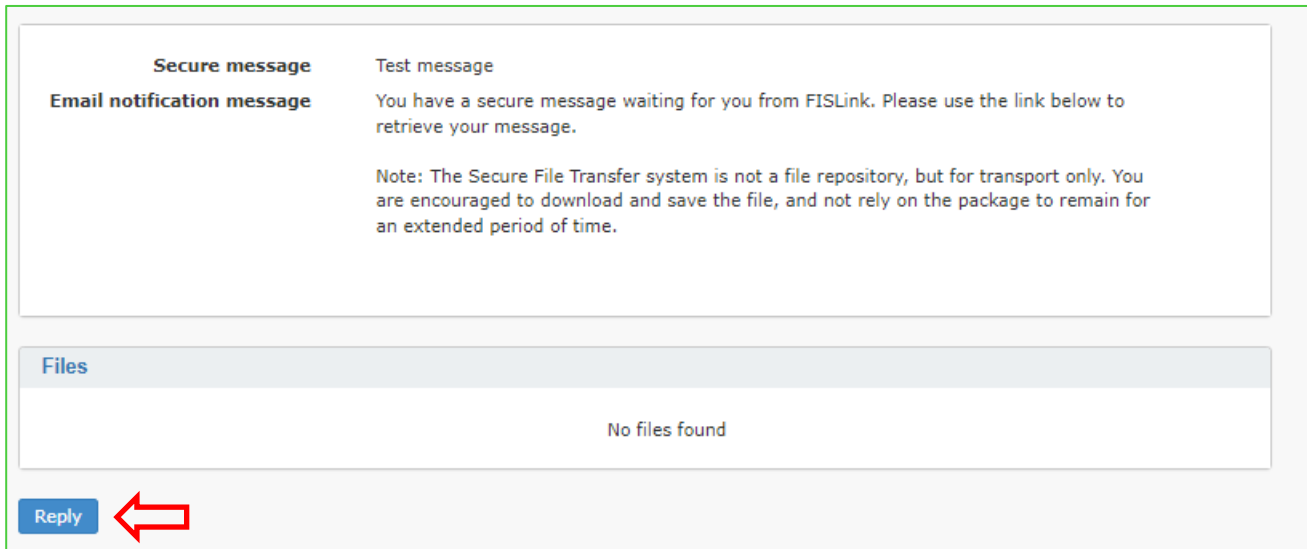 Secure message Test message
Email notification message You have a secure message waiting for you from FISLink. Please use the link below to
retrieve your message.
Note: The Secure File Transfer system is not a file repository, but for transport only. You
are encouraged to download and save the file, and not rely on the package to remain for
an extended period of time.
Files
No files found
Reply